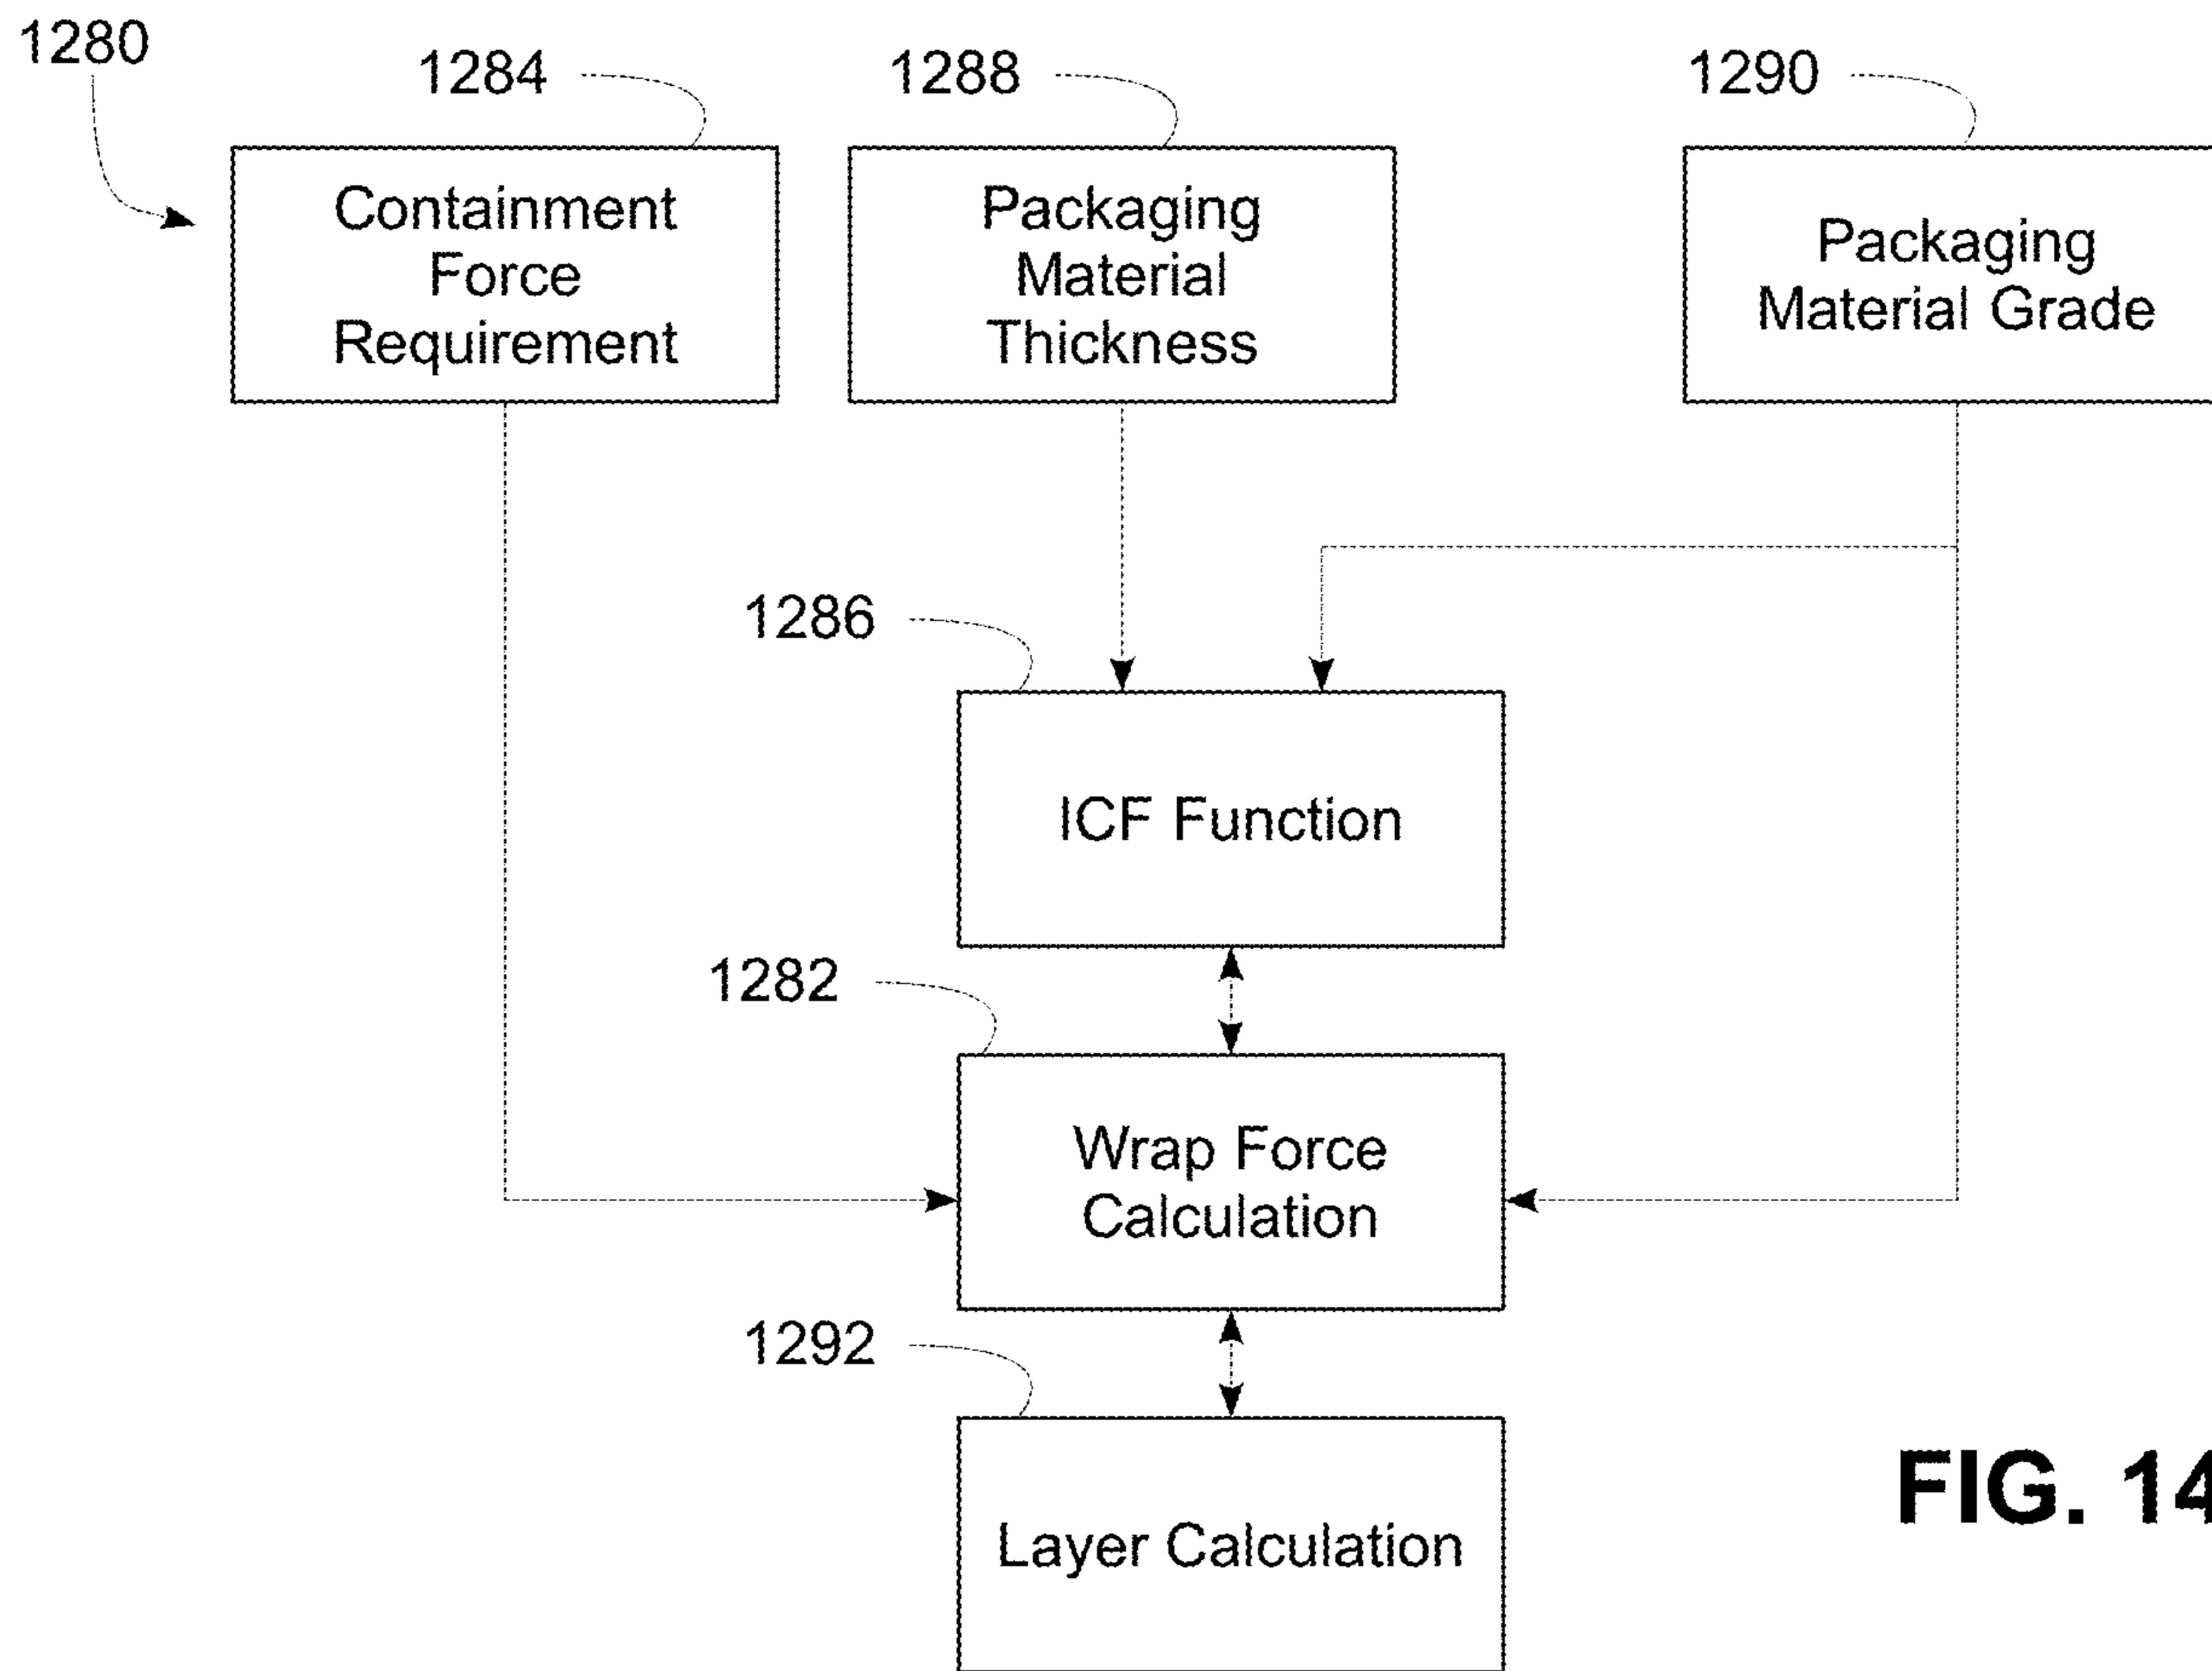 1280
1284
1288
1290
Containment
Force
Requirement
Packaging
Material
Thickness
Packaging
Material Grade
1286
ICF Function
1282
Wrap Force
Calculation
1292
Layer Calculation
FIG. 14